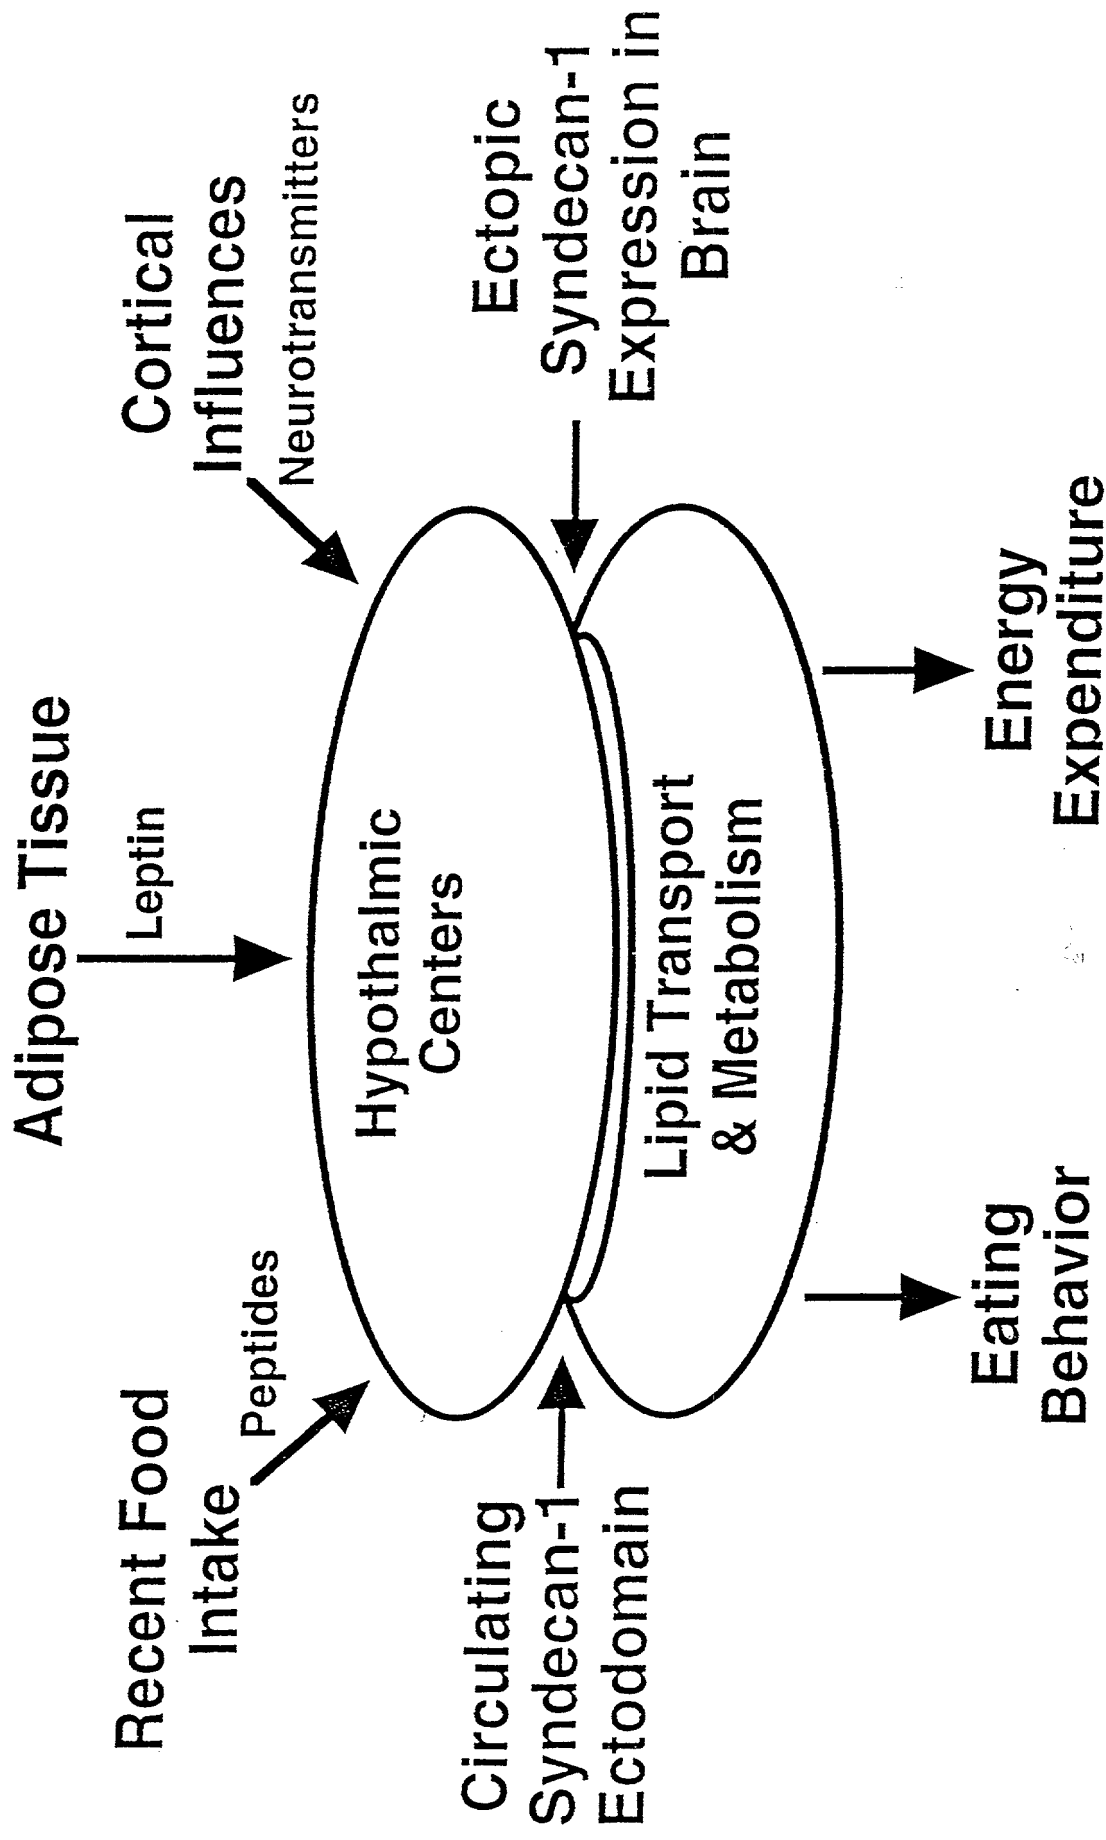 Adipose Tissue
Leptin
Recent Food
Intake
Peptides
Cortical
Influences
Neurotransmitters
Hypothalmic
Centers
Circulating
Syndecan-1
Ectodomain
Ectopic
Syndecan-1
Expression in
Brain
Lipid Transport
& Metabolism
Eating
Behavior
Energy
Expenditure